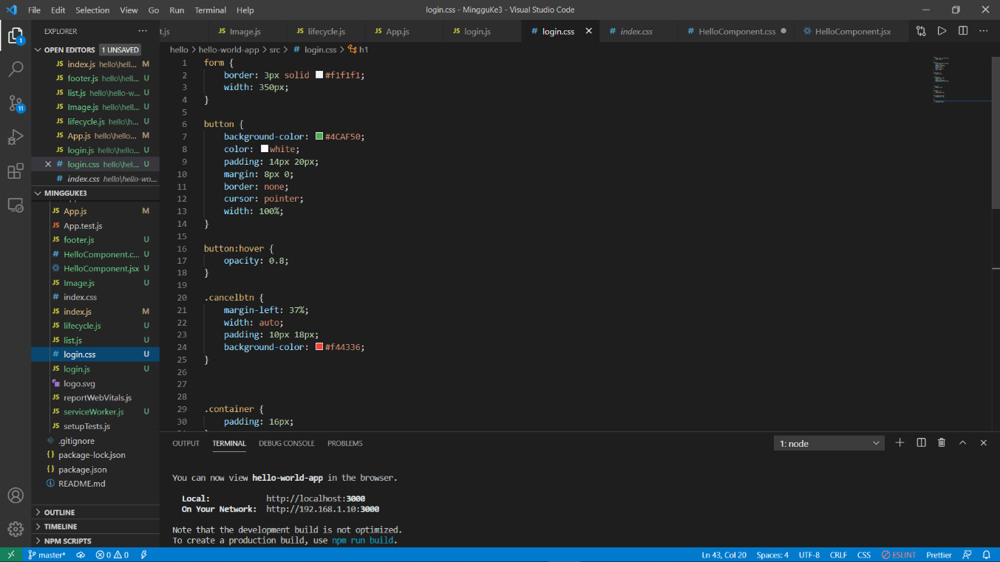 File Edit Selection View Go Run Terminal Help
login.css - MingguKe3 - Visual Studio Code
EXPLORER
t.js
JS Image.js
JS lifecycle.js
JS App.js
JS login.js
# login.css
# index.css
# HelloComponent.css
HelloComponent.jsx
1
11
OPEN EDITORS 1 UNSAVED
JS index.js hello\hell... M
JS footer.js hello\hell... U
JS list.js hello\hello-w... U
JS Image.js hello\hell... U
JS lifecycle.js hello\h... U
JS App.js hello\hello... M
JS login.js hello\hello... U
# login.css hello\hel... U
# index.css hello\hello-wo...
MINGGUKE3
JS App.js M
JS App.test.js
JS footer.js U
# HelloComponent.c... U
HelloComponent.jsx U
JS Image.js U
# index.css
JS index.js M
JS lifecycle.js U
JS list.js U
# login.css U
JS login.js U
logo.svg
JS reportWebVitals.js
JS serviceWorker.js U
JS setupTests.js
.gitignore
{} package-lock.json
{} package.json
README.md
OUTLINE
TIMELINE
NPM SCRIPTS
hello > hello-world-app > src > # login.css > h1
1 form {
2 border: 3px solid #f1f1f1;
3 width: 350px;
4 }
5
6 button {
7 background-color: #4CAF50;
8 color: white;
9 padding: 14px 20px;
10 margin: 8px 0;
11 border: none;
12 cursor: pointer;
13 width: 100%;
14 }
15
16 button:hover {
17 opacity: 0.8;
18 }
19
20 .cancelbtn {
21 margin-left: 37%;
22 width: auto;
23 padding: 10px 18px;
24 background-color: #f44336;
25 }
26
27
28
29 .container {
30 padding: 16px;
OUTPUT TERMINAL DEBUG CONSOLE PROBLEMS
1: node
You can now view hello-world-app in the browser.
Local: http://localhost:3000
On Your Network: http://192.168.1.10:3000
Note that the development build is not optimized.
To create a production build, use npm run build.
master* 0 0
Ln 43, Col 20 Spaces: 4 UTF-8 CRLF CSS ESLINT Prettier